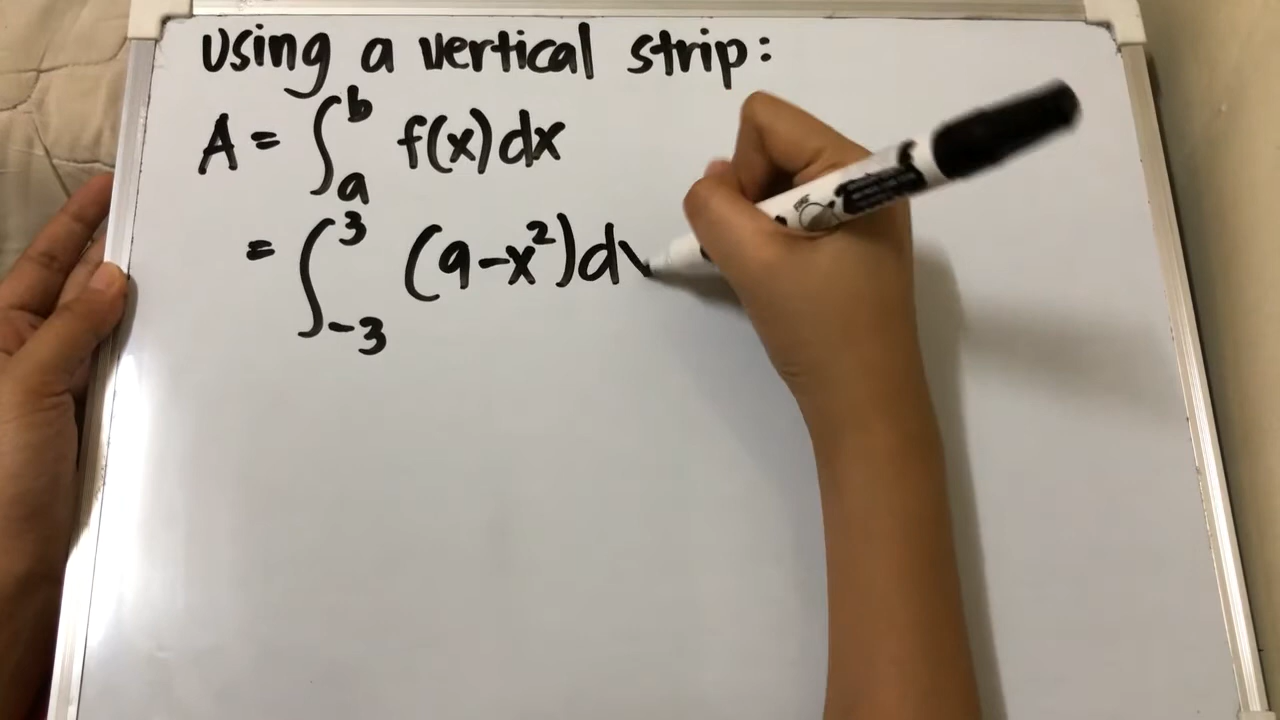 Using a vertical strip:
A = ∫_a^b f(x)dx
= ∫_-3^3 (9-x²)d